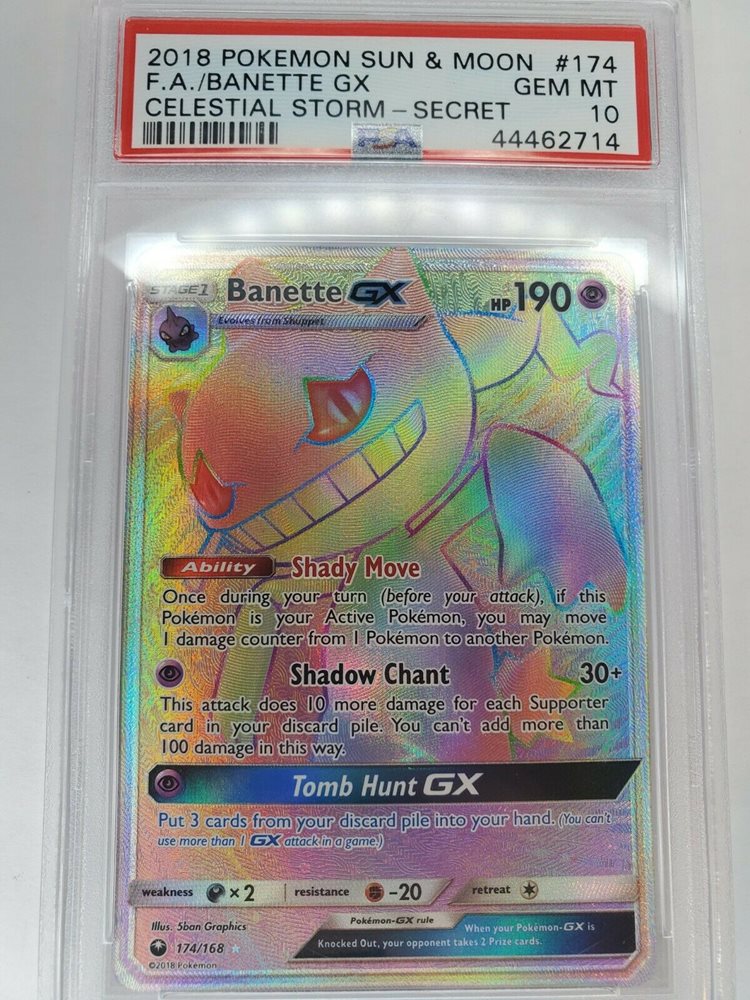 2018 POKEMON SUN & MOON #174
F.A./BANETTE GX GEM MT
CELESTIAL STORM – SECRET 10
44462714
PSA
STAGE 1 Banette GX HP 190
Evolves from Shuppet
Ability Shady Move
Once during your turn (before your attack), if this
Pokémon is your Active Pokémon, you may move
1 damage counter from 1 Pokémon to another Pokémon.
Shadow Chant 30+
This attack does 10 more damage for each Supporter
card in your discard pile. You can't add more than
100 damage in this way.
Tomb Hunt GX
Put 3 cards from your discard pile into your hand. (You can't
use more than 1 GX attack in a game.)
weakness ×2 resistance -20 retreat
Illus. 5ban Graphics
174/168
©2018 Pokémon
Pokémon-GX rule
When your Pokémon-GX is
Knocked Out, your opponent takes 2 Prize cards.